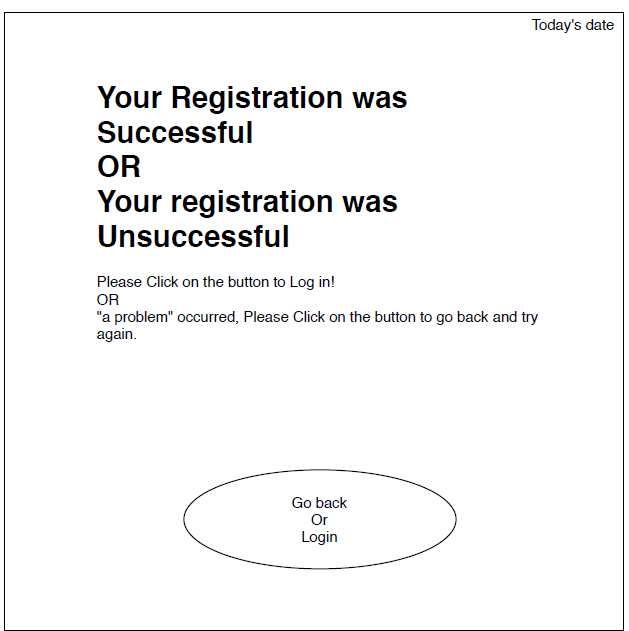 Today's date
Your Registration was
Successful
OR
Your registration was
Unsuccessful
Please Click on the button to Log in!
OR
"a problem" occurred, Please Click on the button to go back and try
again.
Go back
Or
Login